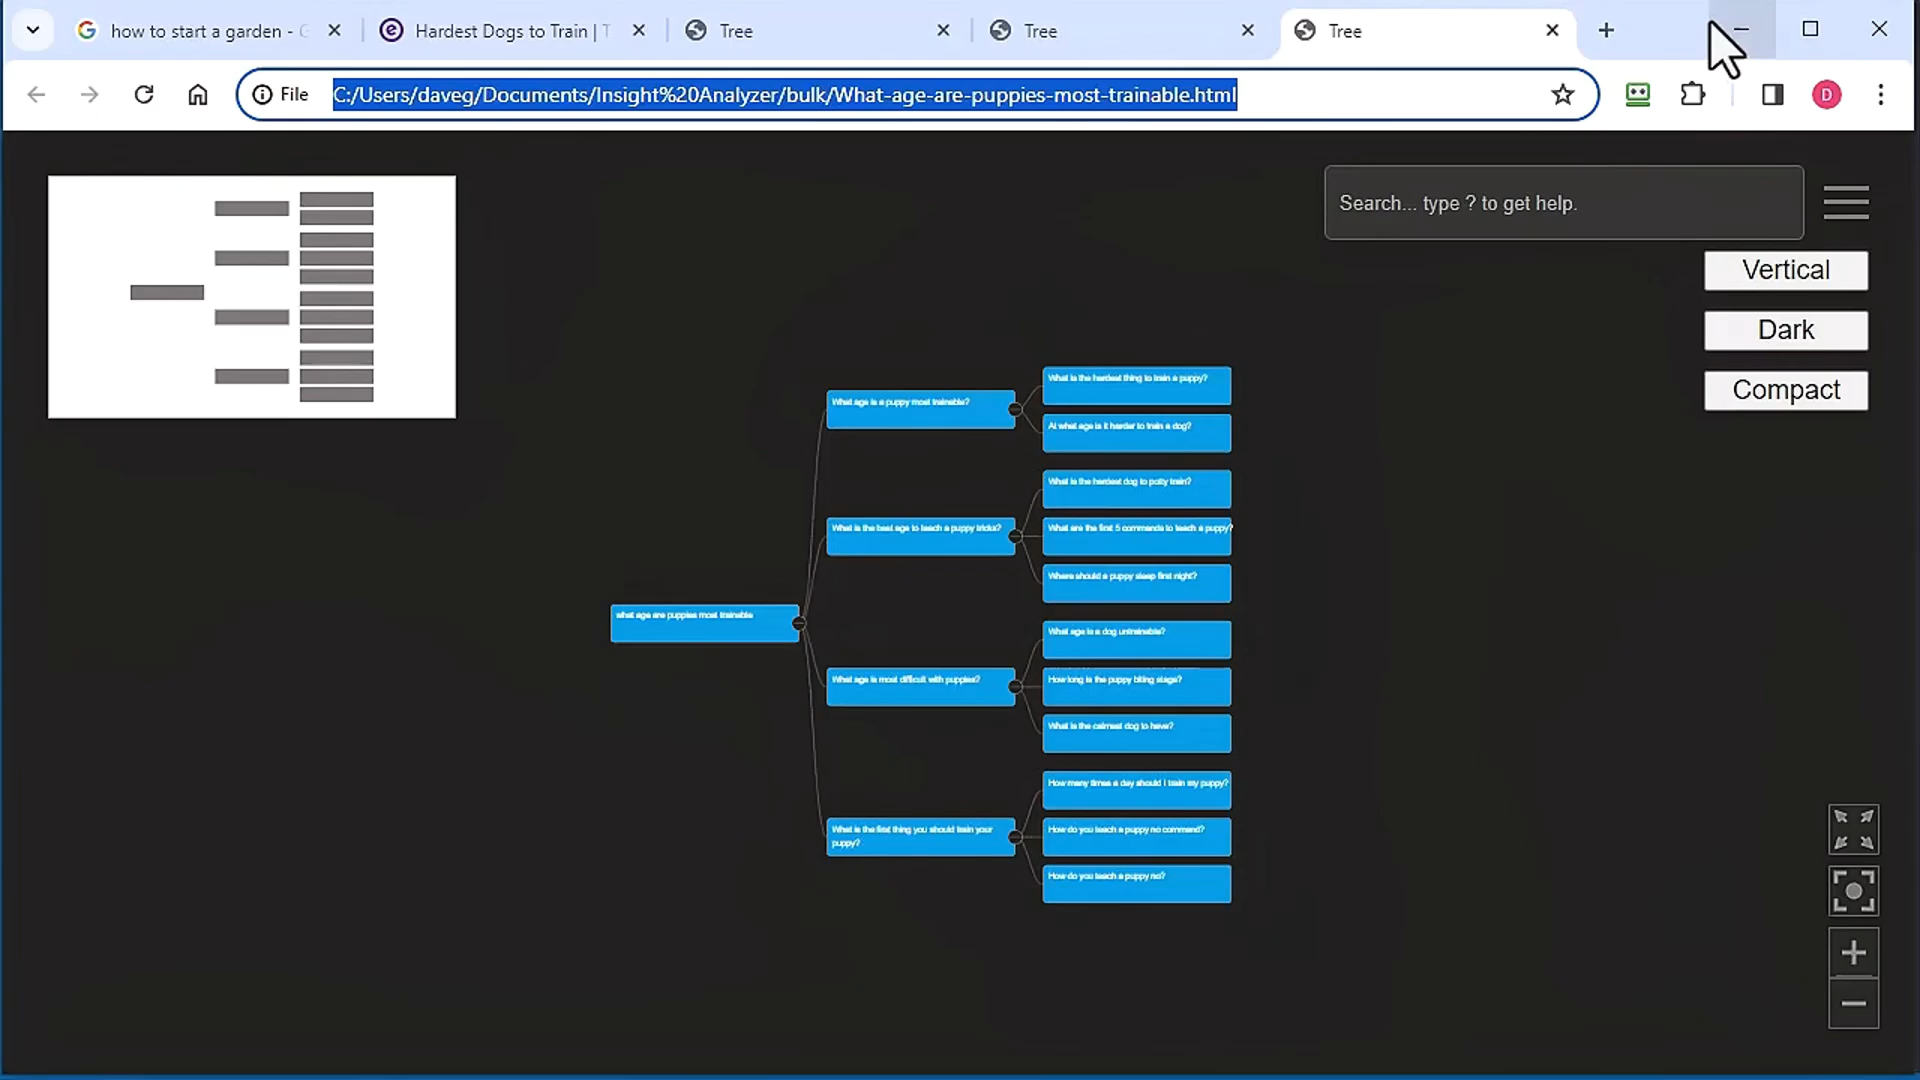 how to start a garden - G
Hardest Dogs to Train | T
Tree
Tree
Tree
File
C:/Users/daveg/Documents/Insight%20Analyzer/bulk/What-age-are-puppies-most-trainable.html
D
Search... type ? to get help.
Vertical
Dark
Compact
what age are puppies most trainable
What age is a puppy most trainable?
What is the hardest thing to train a puppy?
At what age is it harder to train a dog?
What is the best age to teach a puppy tricks?
What is the hardest dog to potty train?
What are the first 5 commands to teach a puppy?
Where should a puppy sleep first night?
What age is most difficult with puppies?
What age is a dog untrainable?
How long is the puppy biting stage?
What is the calmest dog to have?
What is the first thing you should train your
puppy?
How many times a day should I train my puppy?
How do you teach a puppy no command?
How do you teach a puppy no?